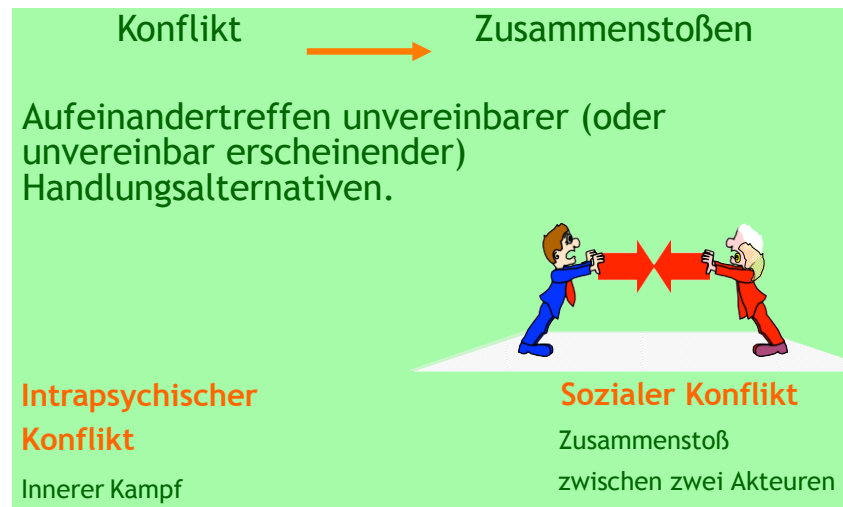 Konflikt Zusammenstoßen
Aufeinandertreffen unvereinbarer (oder
unvereinbar erscheinender)
Handlungsalternativen.
Intrapsychischer
Konflikt
Innerer Kampf
Sozialer Konflikt
Zusammenstoß
zwischen zwei Akteuren